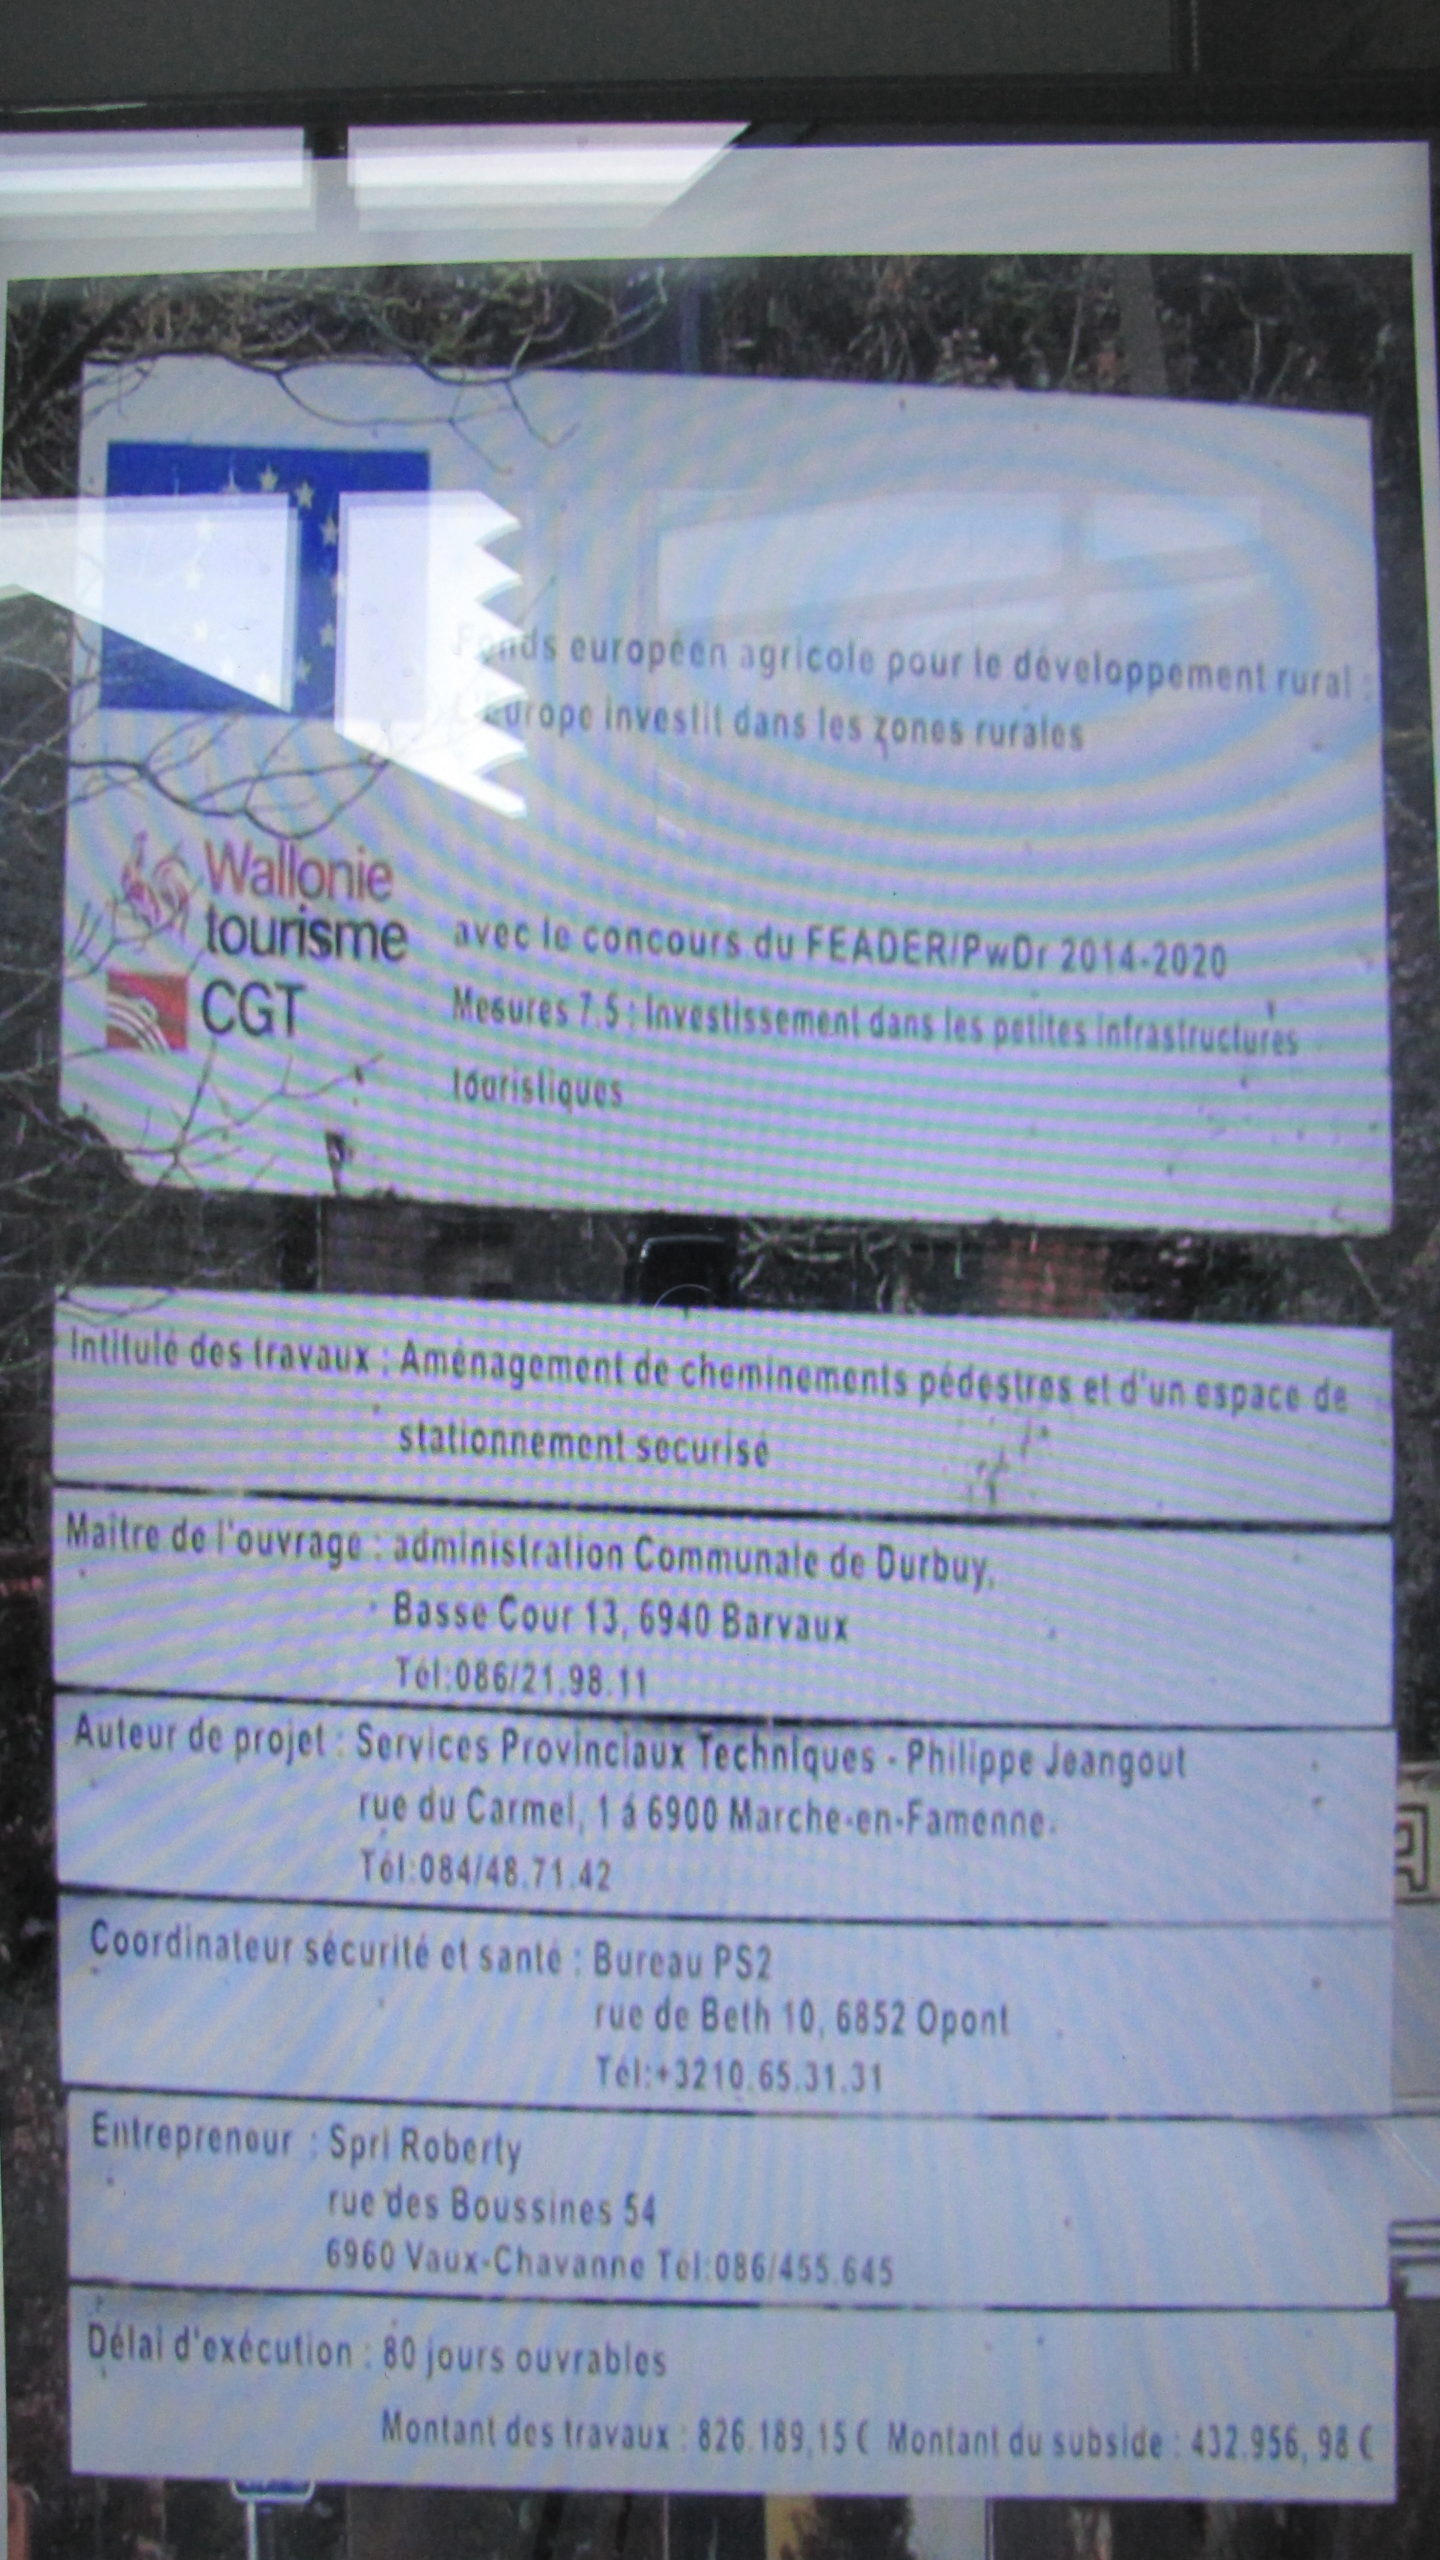 Fonds européen agricole pour le développement rural :
L'Europe investit dans les zones rurales
Wallonie
tourisme
CGT
avec le concours du FEADER/PwDr 2014-2020
Mesures 7.5 : Investissement dans les petites infrastructures
touristiques
Intitulé des travaux : Aménagement de cheminements pédestres et d'un espace de
stationnement securisé
Maitre de l'ouvrage : administration Communale de Durbuy,
Basse Cour 13, 6940 Barvaux
Tél:086/21.98.11
Auteur de projet : Services Provinciaux Techniques - Philippe Jeangout
rue du Carmel, 1 á 6900 Marche-en-Famenne.
Tél:084/48.71.42
Coordinateur sécurité et santé : Bureau PS2
rue de Beth 10, 6852 Opont
Tél:+3210.65.31.31
Entrepreneur : Sprl Roberty
rue des Boussines 54
6960 Vaux-Chavanne Tél:086/455.645
Délai d'exécution : 80 jours ouvrables
Montant des travaux : 826.189,15 € Montant du subside : 432.956, 98 €